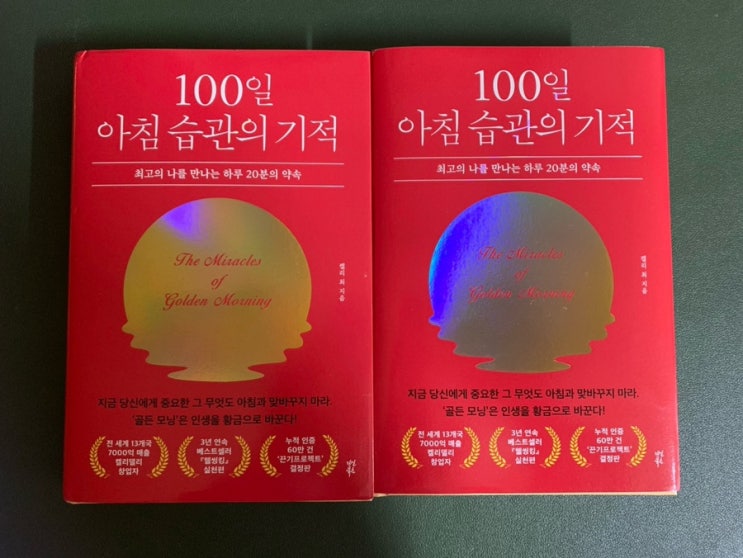 100일
아침 습관의 기적
최고의 나를 만나는 하루 20분의 약속
The Miracles
of
Golden Morning
켈리 최 지음
지금 당신에게 중요한 그 무엇도 아침과 맞바꾸지 마라.
'골든 모닝'은 인생을 황금으로 바꾼다!
전 세계 13개국
7000억 매출
켈리델리
창업자
3년 연속
베스트셀러
『웰씽킹』
실천편
누적 인증
60만 건
'끈기프로젝트'
결정판
다산
북스
100일
아침 습관의 기적
최고의 나를 만나는 하루 20분의 약속
The Miracles
of
Golden Morning
켈리 최 지음
지금 당신에게 중요한 그 무엇도 아침과 맞바꾸지 마라.
'골든 모닝'은 인생을 황금으로 바꾼다!
전 세계 13개국
7000억 매출
켈리델리
창업자
3년 연속
베스트셀러
『웰씽킹』
실천편
누적 인증
60만 건
'끈기프로젝트'
결정판
다산
북스